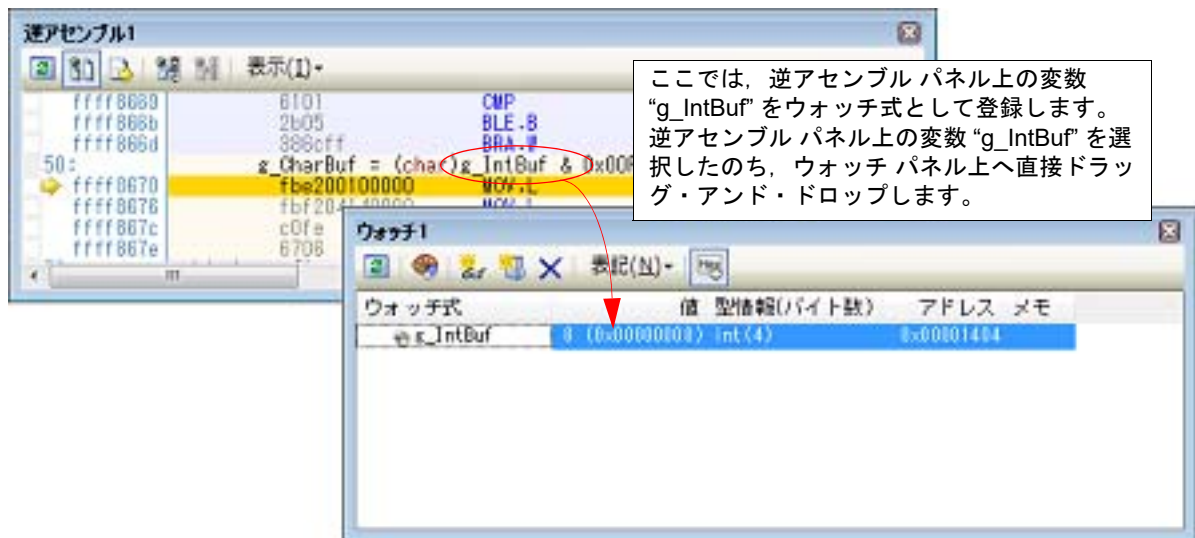 逆アセンブル1
表示(I)
ffff8669 6101 CMP
ffff866b 2b05 BLE.B
ffff866d 386cff BRA.W
50: g_CharBuf = (char)g_IntBuf & 0x00F
ffff8670 fbe200100000 MOV.L
ffff8676 MOV.L
ffff867c c0fe
ffff867e 6708
ここでは，逆アセンブル パネル上の変数
“g_IntBuf” をウォッチ式として登録します。
逆アセンブル パネル上の変数 “g_IntBuf” を選
択したのち，ウォッチ パネル上へ直接ドラッ
グ・アンド・ドロップします。
ウォッチ1
表記(N) Hex
ウォッチ式 値 型情報(バイト数) アドレス メモ
g_IntBuf 0 (0x00000000) int(4) 0x00001404